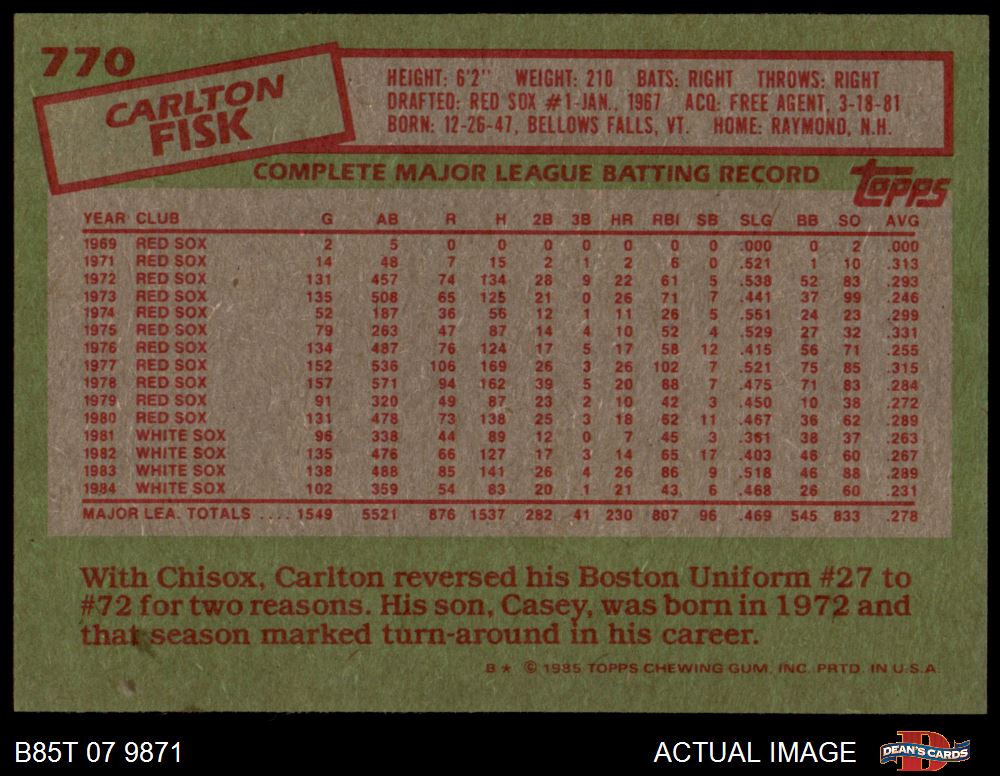 770
CARLTON
FISK
HEIGHT: 6'2" WEIGHT: 210 BATS: RIGHT THROWS: RIGHT
DRAFTED: RED SOX #1-JAN., 1967 ACQ: FREE AGENT, 3-18-81
BORN: 12-26-47, BELLOWS FALLS, VT. HOME: RAYMOND, N.H.
COMPLETE MAJOR LEAGUE BATTING RECORD
topps
YEAR CLUB G AB R H 2B 3B HR RBI SB SLG BB SO AVG
1969 RED SOX 2 5 0 0 0 0 0 0 0 .000 0 2 .000
1971 RED SOX 14 48 7 15 2 1 2 6 0 .521 1 10 .313
1972 RED SOX 131 457 74 134 28 9 22 61 5 .538 52 83 .293
1973 RED SOX 135 508 65 125 21 0 26 71 7 .441 37 99 .246
1974 RED SOX 52 187 36 56 12 1 11 26 5 .551 24 23 .299
1975 RED SOX 79 263 47 87 14 4 10 52 4 .529 27 32 .331
1976 RED SOX 134 487 76 124 17 5 17 58 12 .415 56 71 .255
1977 RED SOX 152 536 106 169 26 3 26 102 7 .521 75 85 .315
1978 RED SOX 157 571 94 162 39 5 20 88 7 .475 71 83 .284
1979 RED SOX 91 320 49 87 23 2 10 42 3 .450 10 38 .272
1980 RED SOX 131 478 73 138 25 3 18 62 11 .467 36 62 .289
1981 WHITE SOX 96 338 44 89 12 0 7 45 3 .361 38 37 .263
1982 WHITE SOX 135 476 66 127 17 3 14 65 17 .403 46 60 .267
1983 WHITE SOX 138 488 85 141 26 4 26 86 9 .518 46 88 .289
1984 WHITE SOX 102 359 54 83 20 1 21 43 6 .468 26 60 .231
MAJOR LEA. TOTALS .... 1549 5521 876 1537 282 41 230 807 96 .469 545 833 .278
With Chisox, Carlton reversed his Boston Uniform #27 to
#72 for two reasons. His son, Casey, was born in 1972 and
that season marked turn-around in his career.
B★ © 1985 TOPPS CHEWING GUM, INC. PRTD. IN U.S.A.
B85T 07 9871
ACTUAL IMAGE
DEAN'S CARDS